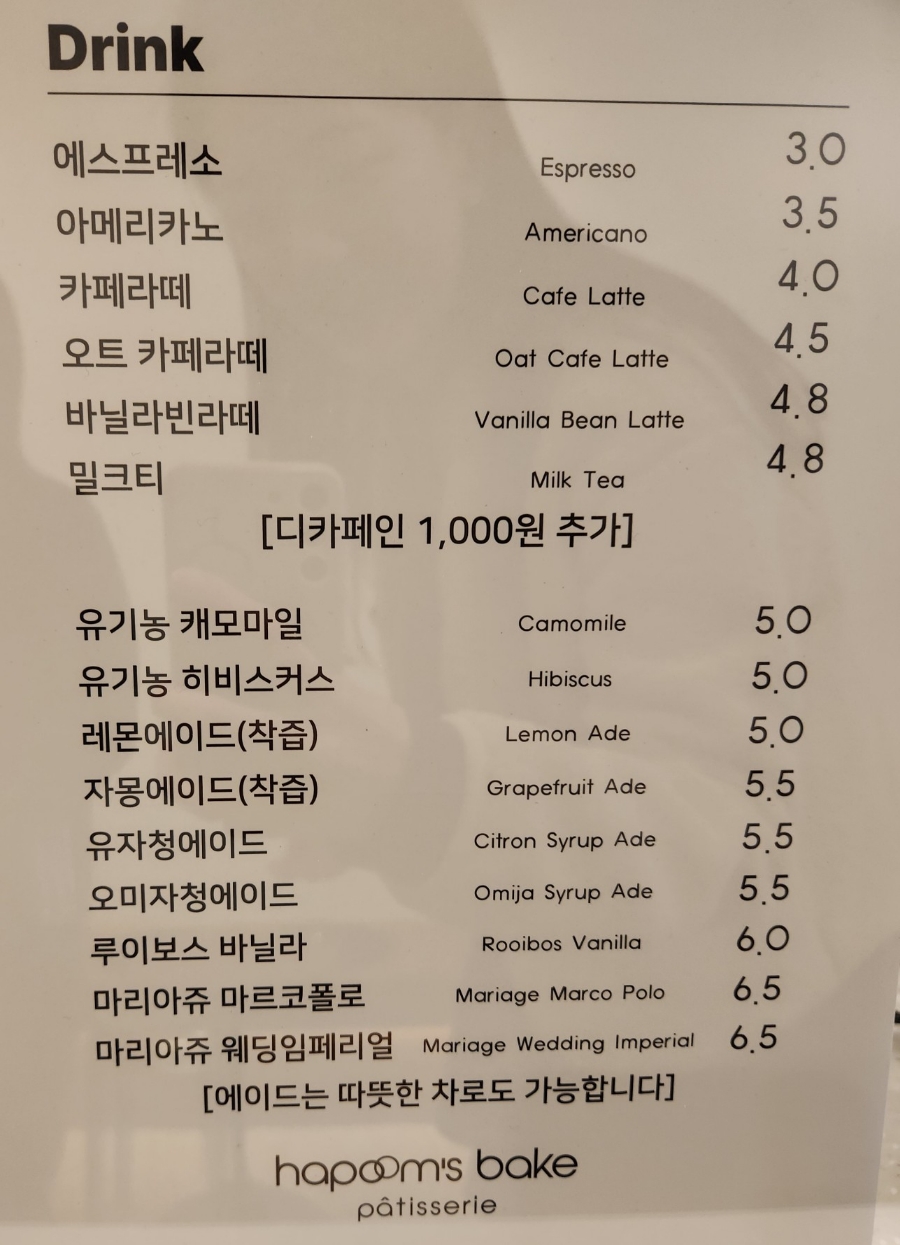 Drink
에스프레소 Espresso 3.0
아메리카노 Americano 3.5
카페라떼 Cafe Latte 4.0
오트 카페라떼 Oat Cafe Latte 4.5
바닐라빈라떼 Vanilla Bean Latte 4.8
밀크티 Milk Tea 4.8
[디카페인 1,000원 추가]
유기농 캐모마일 Camomile 5.0
유기농 히비스커스 Hibiscus 5.0
레몬에이드(착즙) Lemon Ade 5.0
자몽에이드(착즙) Grapefruit Ade 5.5
유자청에이드 Citron Syrup Ade 5.5
오미자청에이드 Omija Syrup Ade 5.5
루이보스 바닐라 Rooibos Vanilla 6.0
마리아쥬 마르코폴로 Mariage Marco Polo 6.5
마리아쥬 웨딩임페리얼 Mariage Wedding Imperial 6.5
[에이드는 따뜻한 차로도 가능합니다]
hapoom's bake
pâtisserie